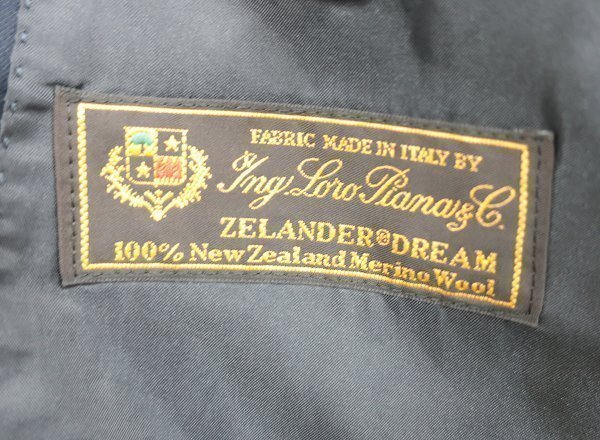 FABRIC MADE IN ITALY BY
Ing. Loro Piana & C.
ZELANDER®DREAM
100% New Zealand Merino Wool